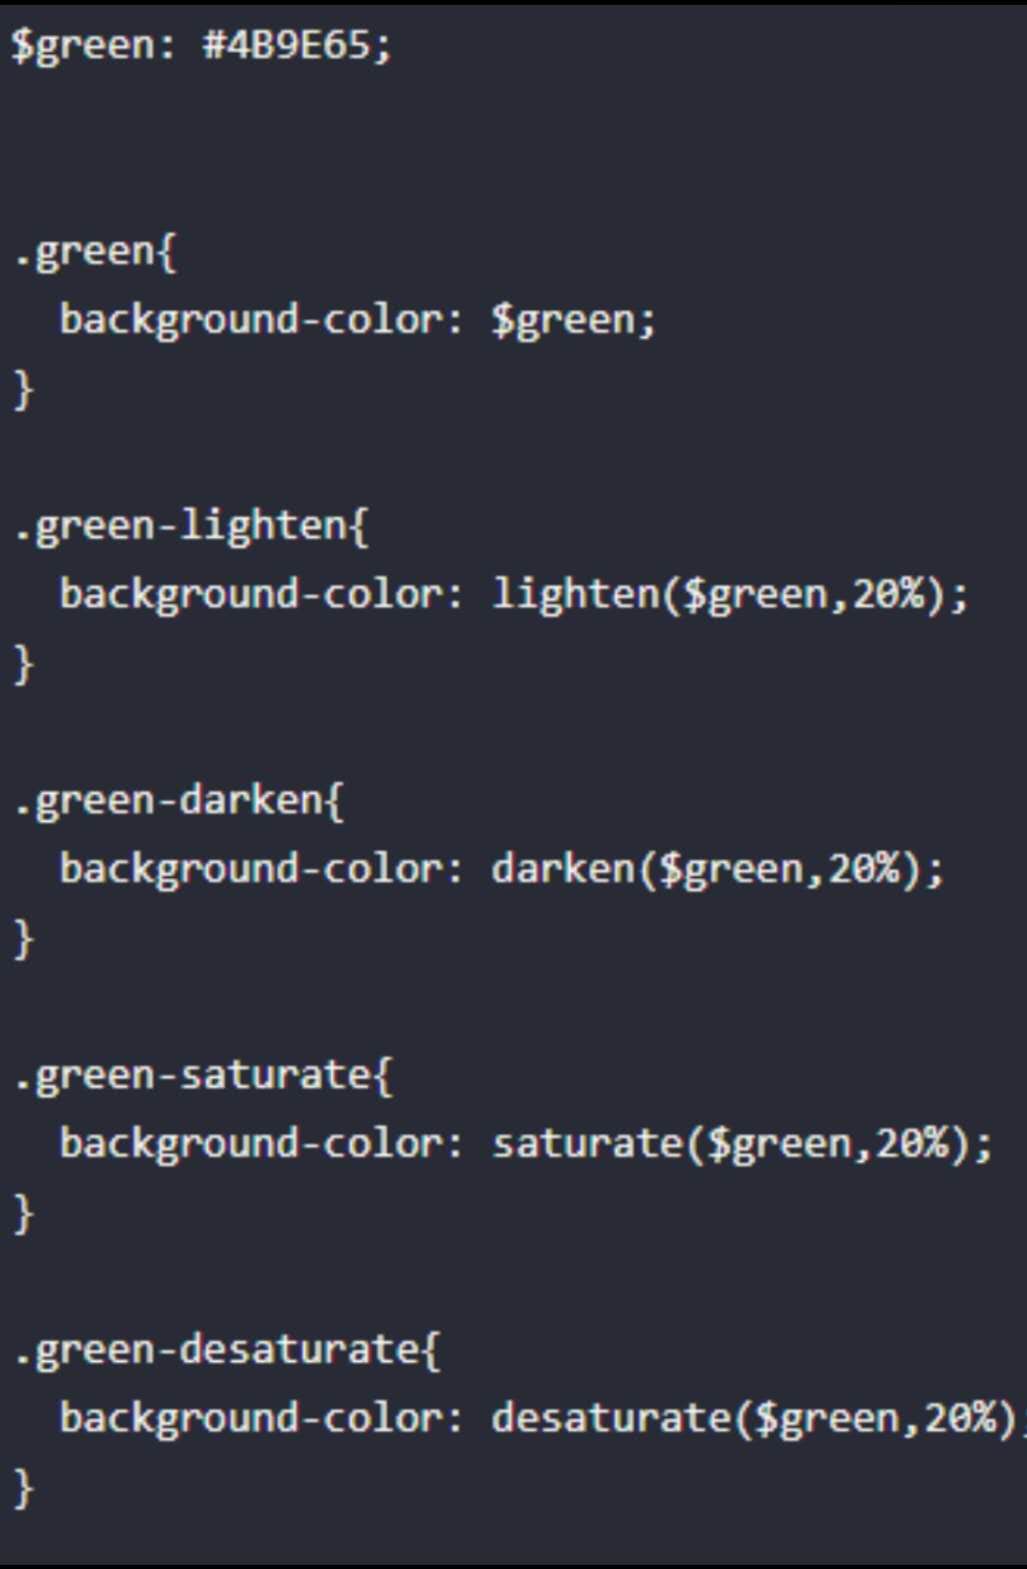 $green: #4B9E65;
.green{
background-color: $green;
}
.green-lighten{
background-color: lighten($green,20%);
}
.green-darken{
background-color: darken($green,20%);
}
.green-saturate{
background-color: saturate($green,20%);
}
.green-desaturate{
background-color: desaturate($green,20%);
}